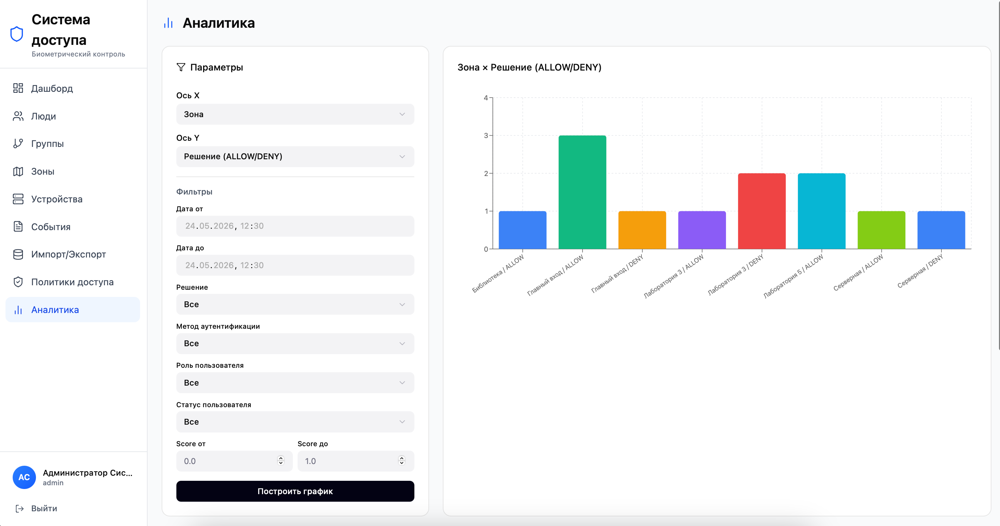 Система
доступа
Биометрический контроль
Дашборд
Люди
Группы
Зоны
Устройства
События
Импорт/Экспорт
Политики доступа
Аналитика
АС
Администратор Сис...
admin
Выйти
Аналитика
Параметры
Ось X
Зона
Ось Y
Решение (ALLOW/DENY)
Фильтры
Дата от
24.05.2026, 12:30
Дата до
24.05.2026, 12:30
Решение
Все
Метод аутентификации
Все
Роль пользователя
Все
Статус пользователя
Все
Score от
Score до
0.0
1.0
Построить график
Зона × Решение (ALLOW/DENY)
4
3
2
1
0
Библиотека / ALLOW
Главный вход / ALLOW
Главный вход / DENY
Лаборатория 3 / ALLOW
Лаборатория 3 / DENY
Лаборатория 5 / ALLOW
Серверная / ALLOW
Серверная / DENY